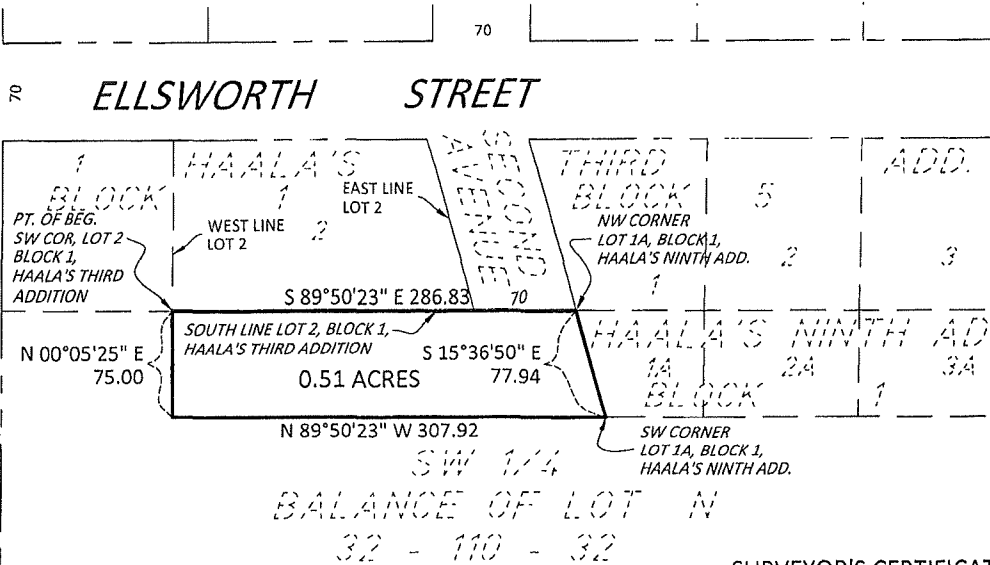 70
70
ELLSWORTH STREET
1
BLOCK
HAALA'S
1
2
EAST LINE
LOT 2
WEST LINE
LOT 2
SECOND
AVENUE
70
THIRD
BLOCK 5
ADD.
1
2
3
PT. OF BEG.
SW COR, LOT 2
BLOCK 1,
HAALA'S THIRD
ADDITION
NW CORNER
LOT 1A, BLOCK 1,
HAALA'S NINTH ADD.
S 89°50'23" E 286.83
SOUTH LINE LOT 2, BLOCK 1,
HAALA'S THIRD ADDITION
N 00°05'25" E
75.00
S 15°36'50" E
77.94
0.51 ACRES
HAALA'S NINTH AD
1A
2A
3A
BLOCK 1
N 89°50'23" W 307.92
SW CORNER
LOT 1A, BLOCK 1,
HAALA'S NINTH ADD.
SW 1/4
BALANCE OF LOT N
32 - 110 - 32